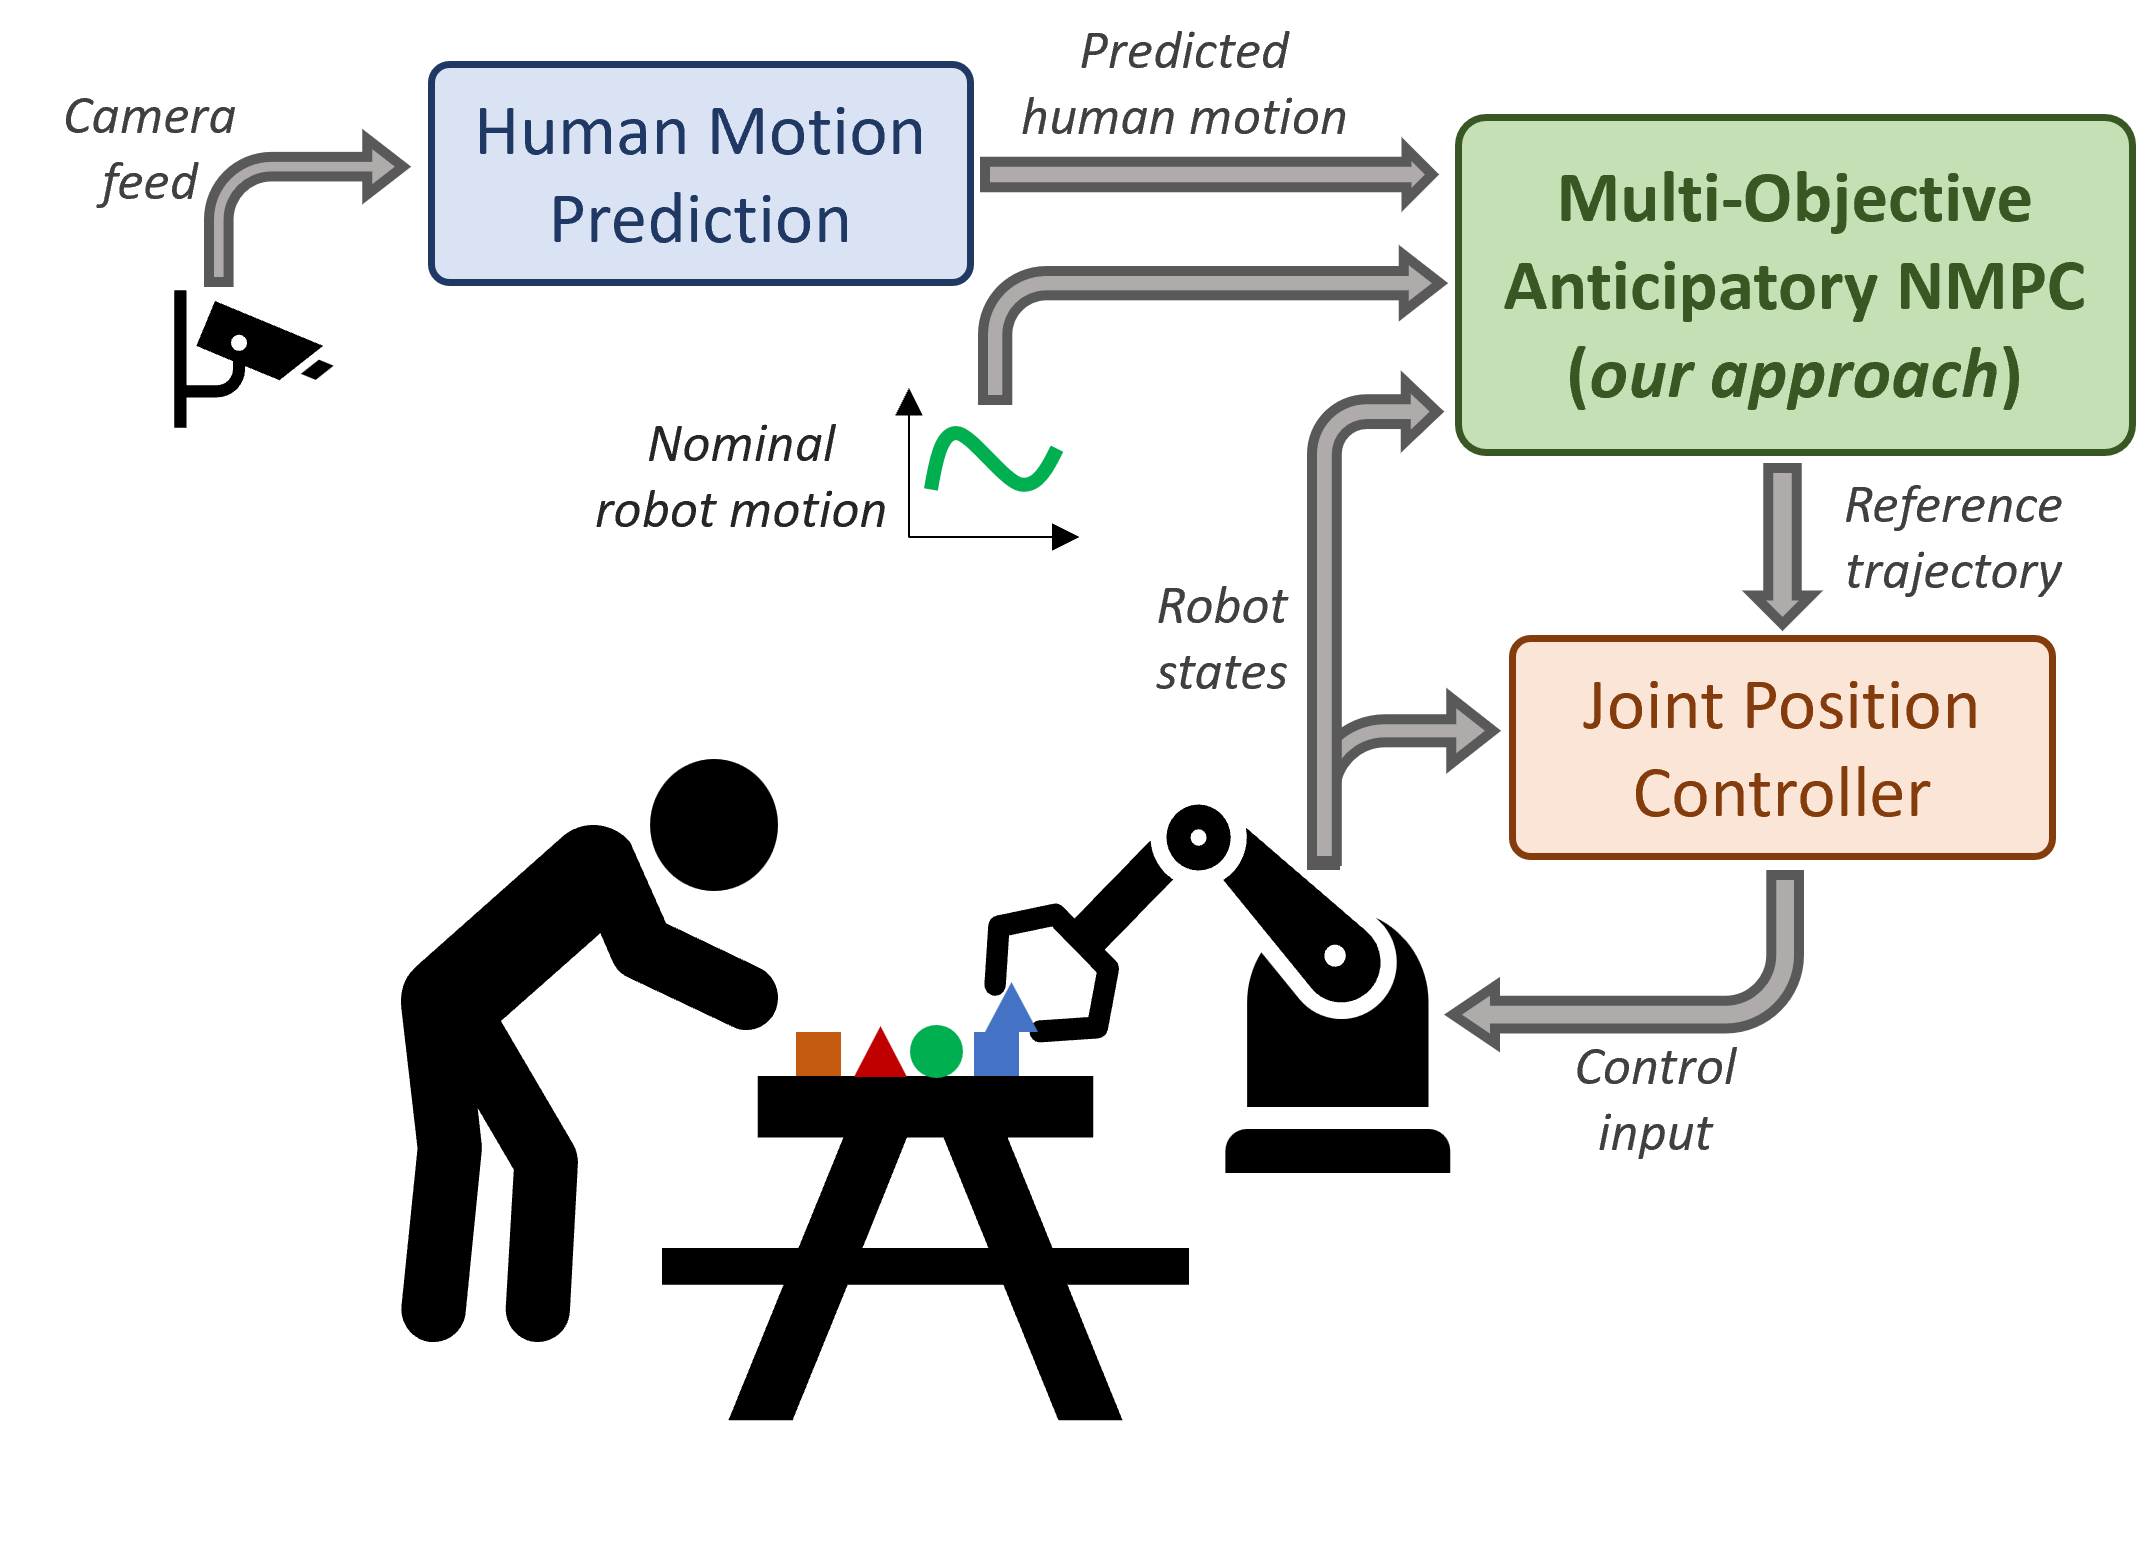 Camera
feed
Human Motion
Prediction
Predicted
human motion
Multi-Objective
Anticipatory NMPC
(our approach)
Nominal
robot motion
Reference
trajectory
Robot
states
Joint Position
Controller
Control
input